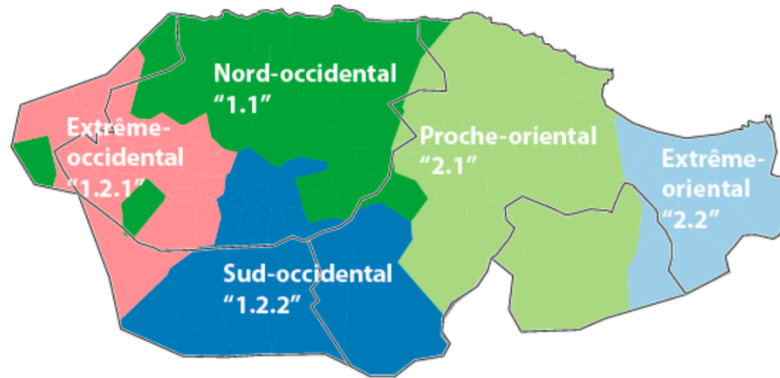 Nord-occidental
“1.1”
Extrême-
occidental
“1.2.1”
Proche-oriental
“2.1”
Extrême-
oriental
“2.2”
Sud-occidental
“1.2.2”